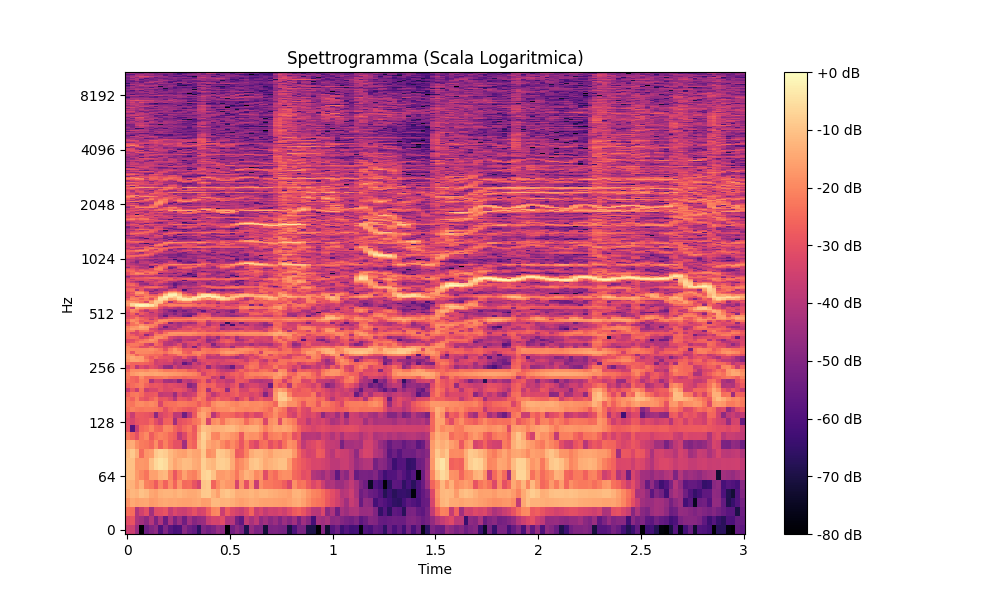 Spettrogramma (Scala Logaritmica)
8192
4096
2048
1024
512
256
128
64
0
Hz
0
0.5
1
1.5
2
2.5
3
Time
+0 dB
-10 dB
-20 dB
-30 dB
-40 dB
-50 dB
-60 dB
-70 dB
-80 dB